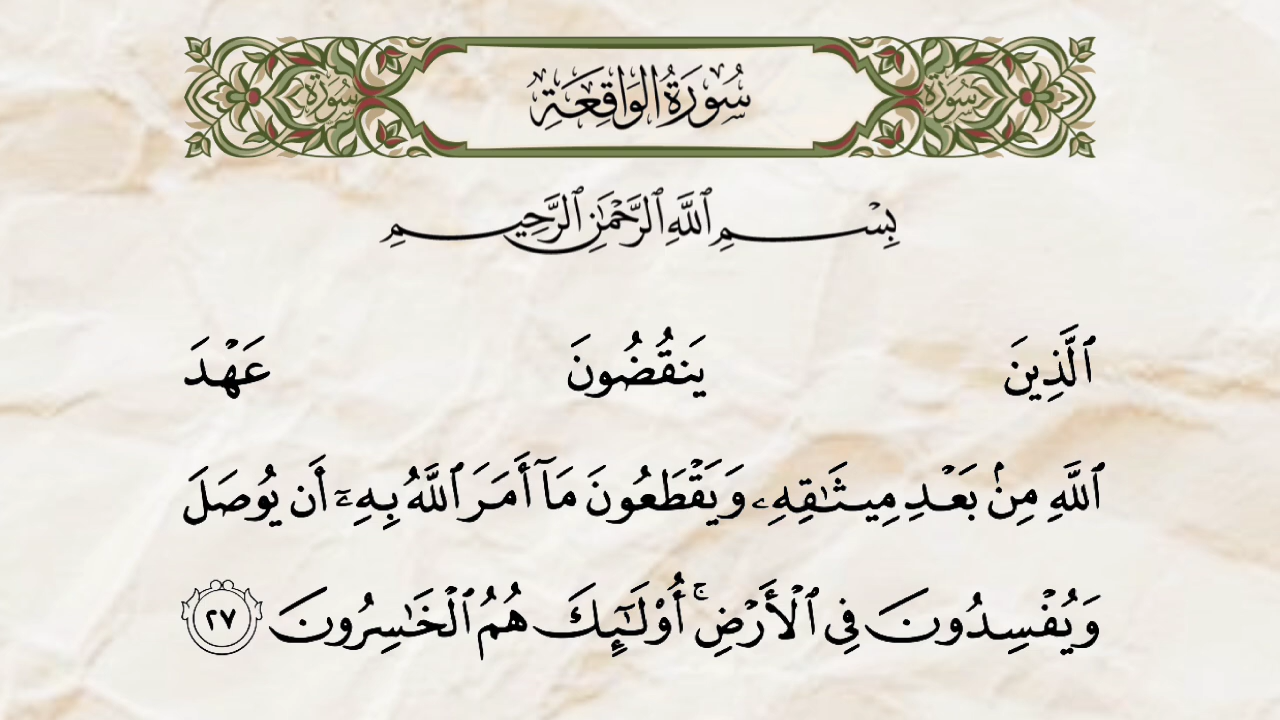 سُورَةُ الوَاقِعَةِ
سُورَة
سُورَة
بِسْمِ ٱللَّهِ ٱلرَّحْمَٰنِ ٱلرَّحِيمِ
ٱلَّذِينَ يَنقُضُونَ عَهْدَ
ٱللَّهِ مِنۢ بَعْدِ مِيثَٰقِهِۦ وَيَقْطَعُونَ مَآ أَمَرَ ٱللَّهُ بِهِۦٓ أَن يُوصَلَ
وَيُفْسِدُونَ فِى ٱلْأَرْضِ ۚ أُو۟لَٰٓئِكَ هُمُ ٱلْخَٰسِرُونَ ٢٧